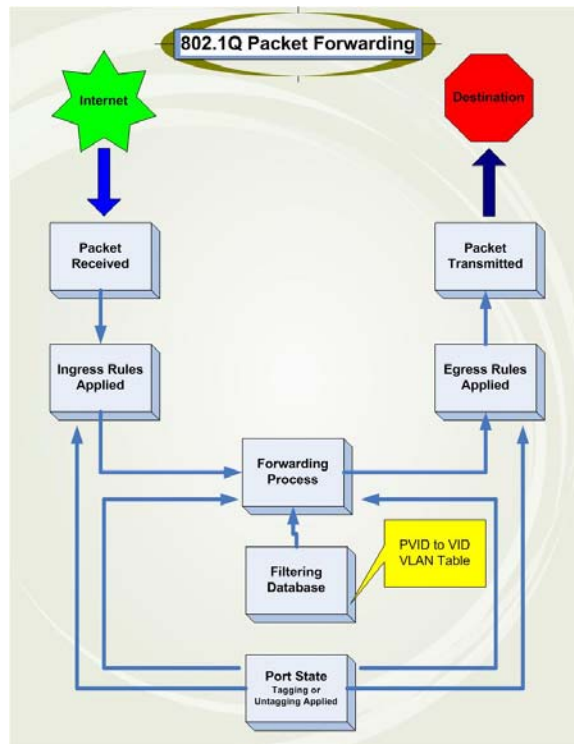 802.1Q Packet Forwarding
Internet
Destination
Packet
Received
Packet
Transmitted
Ingress Rules
Applied
Egress Rules
Applied
Forwarding
Process
PVID to VID
VLAN Table
Filtering
Database
Port State
Tagging or
Untagging Applied